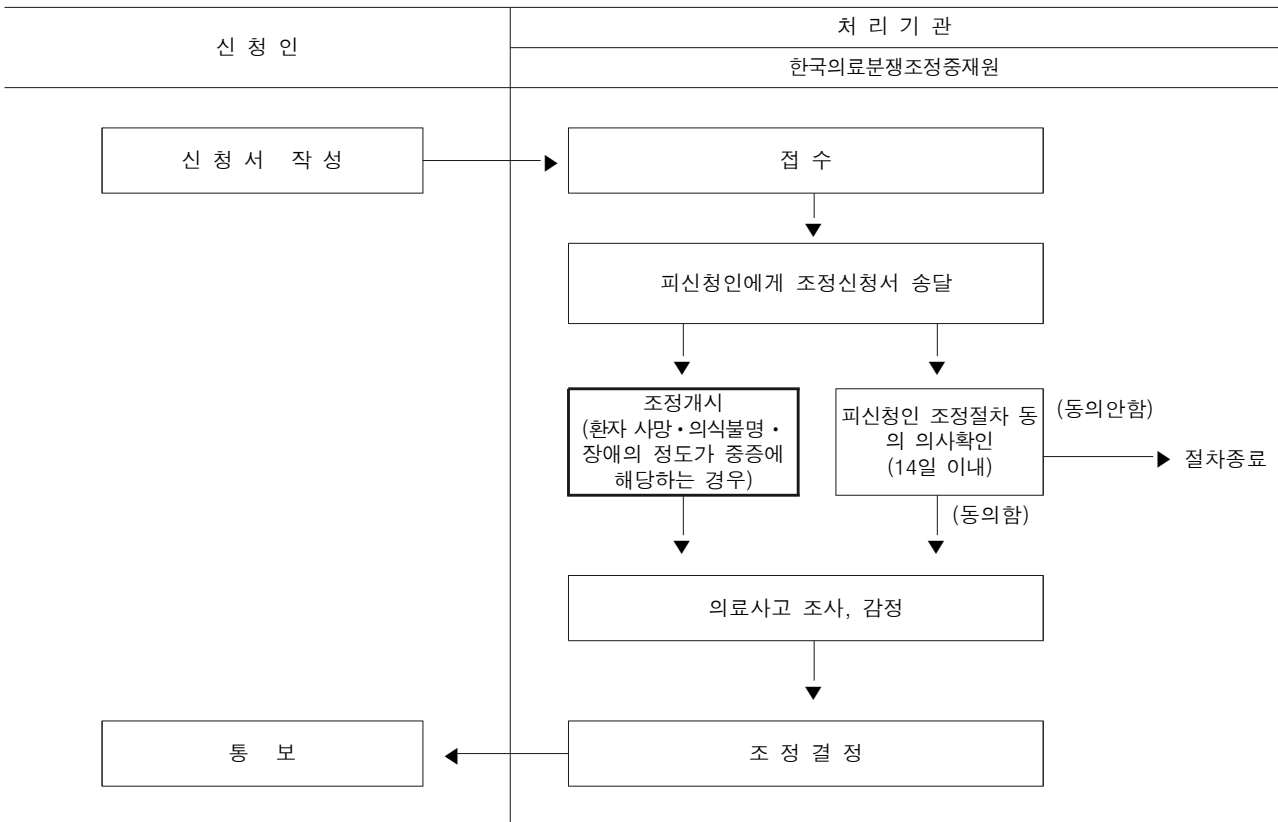 신 청 인
처 리 기 관
한국의료분쟁조정중재원
신 청 서 작 성
접 수
피신청인에게 조정신청서 송달
조정개시
(환자 사망·의식불명·
장애의 정도가 중증에
해당하는 경우)
피신청인 조정절차 동
의 의사확인
(14일 이내)
(동의안함)
절차종료
(동의함)
의료사고 조사, 감정
통 보
조 정 결 정